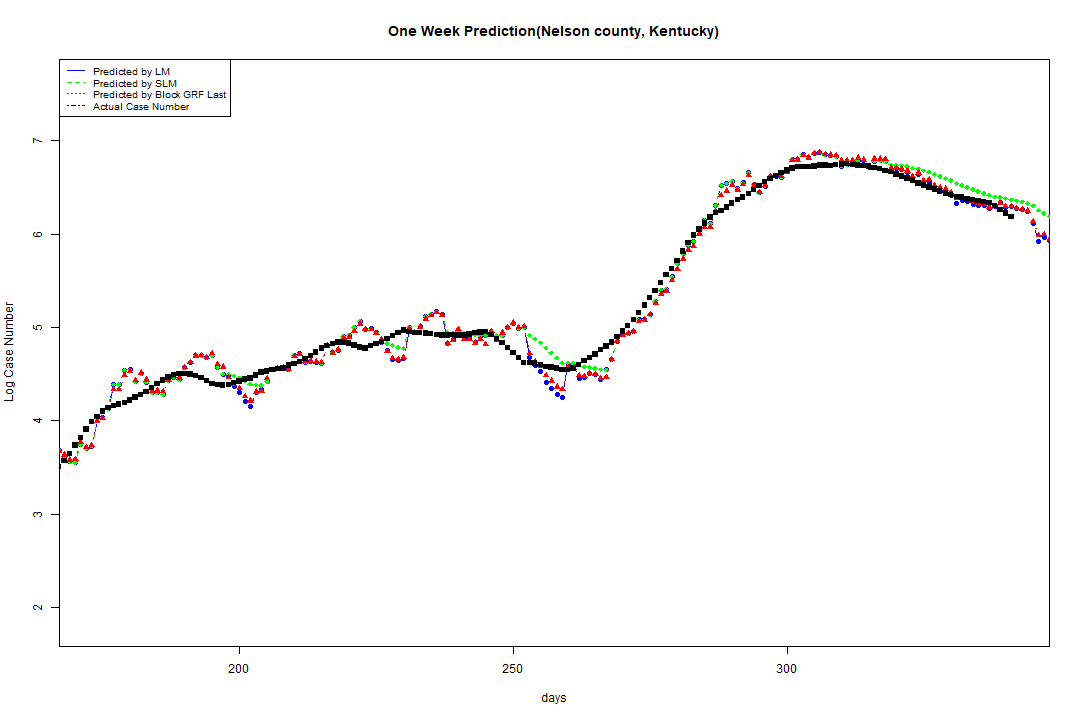 One Week Prediction(Nelson county, Kentucky)
Predicted by LM
Predicted by SLM
Predicted by Block GRF Last
Actual Case Number
7
6
5
4
3
2
Log Case Number
200 250 300
days